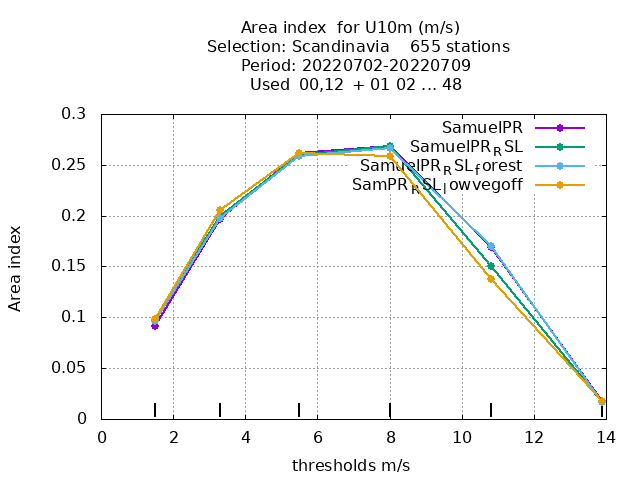 Area index  for U10m (m/s)
Selection: Scandinavia    655 stations
Period: 20220702-20220709
Used  00,12  + 01 02 ... 48
SamuelPR
SamuelPR_RSL
SamuelPR_RSL_forest
SamPR_RSL_lowvegoff
0.3
0.25
0.2
0.15
0.1
0.05
0
Area index
0 2 4 6 8 10 12 14
thresholds m/s